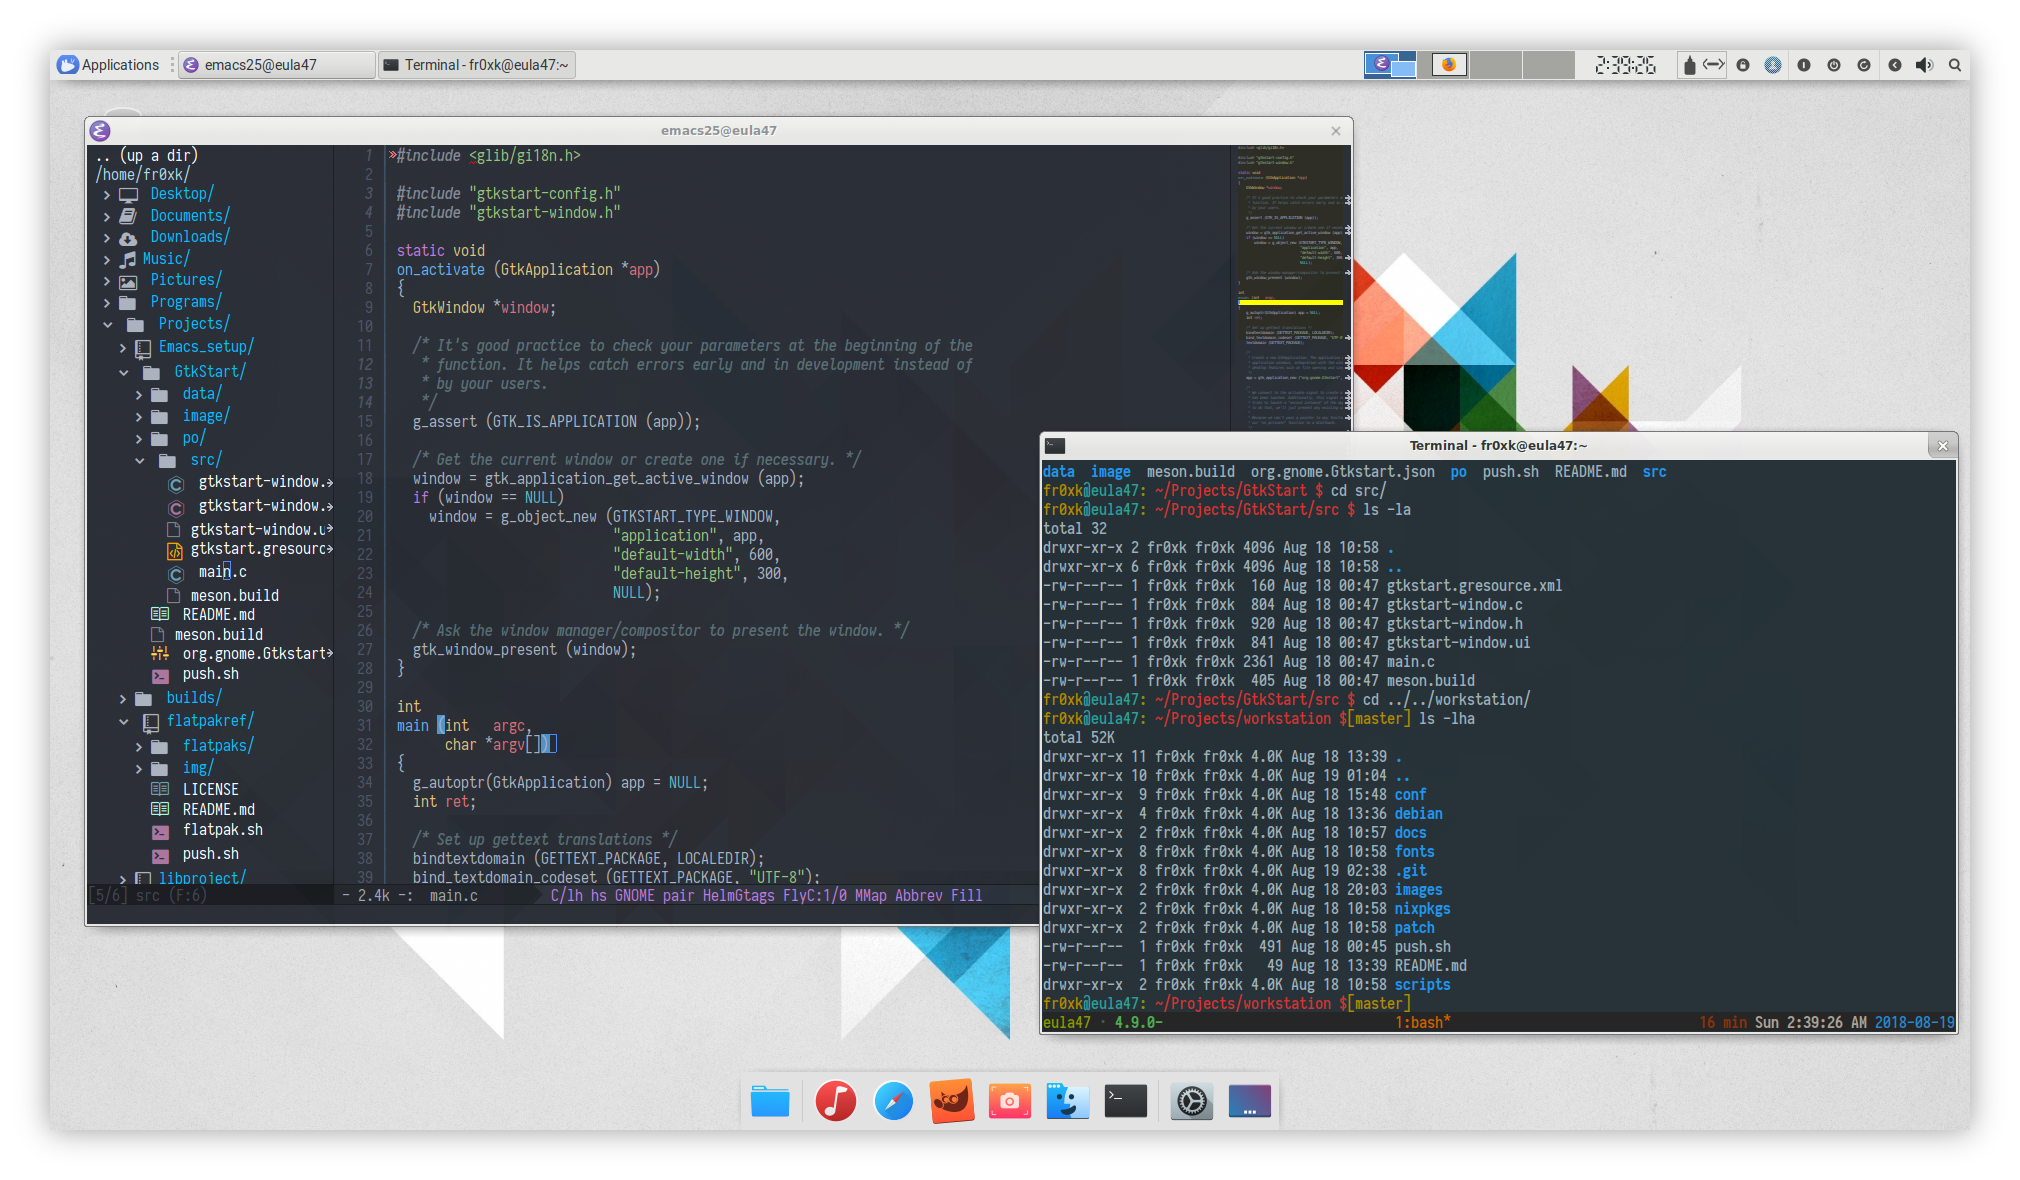 Applications
emacs25@eula47
Terminal - fr0xk@eula47:~
2:39:26
emacs25@eula47
.. (up a dir)
/home/fr0xk/
Desktop/
Documents/
Downloads/
Music/
Pictures/
Programs/
Projects/
Emacs_setup/
GtkStart/
data/
image/
po/
src/
gtkstart-window.
gtkstart-window.
gtkstart-window.u
gtkstart.gresourc
main.c
meson.build
README.md
meson.build
org.gnome.Gtkstart
push.sh
builds/
flatpakref/
flatpaks/
img/
LICENSE
README.md
flatpak.sh
push.sh
libproject/
[5/6] src (F:6)
1 #include <glib/gi18n.h>
2
3 #include "gtkstart-config.h"
4 #include "gtkstart-window.h"
5
6 static void
7 on_activate (GtkApplication *app)
8 {
9   GtkWindow *window;
10
11   /* It's good practice to check your parameters at the beginning of the
12    * function. It helps catch errors early and in development instead of
13    * by your users.
14    */
15   g_assert (GTK_IS_APPLICATION (app));
16
17   /* Get the current window or create one if necessary. */
18   window = gtk_application_get_active_window (app);
19   if (window == NULL)
20     window = g_object_new (GTKSTART_TYPE_WINDOW,
21                            "application", app,
22                            "default-width", 600,
23                            "default-height", 300,
24                            NULL);
25
26   /* Ask the window manager/compositor to present the window. */
27   gtk_window_present (window);
28 }
29
30 int
31 main (int   argc,
32       char *argv[])
33 {
34   g_autoptr(GtkApplication) app = NULL;
35   int ret;
36
37   /* Set up gettext translations */
38   bindtextdomain (GETTEXT_PACKAGE, LOCALEDIR);
39   bind_textdomain_codeset (GETTEXT_PACKAGE, "UTF-8");
- 2.4k -:  main.c   C/lh hs GNOME pair HelmGtags FlyC:1/0 MMap Abbrev Fill
Terminal - fr0xk@eula47:~
data  image  meson.build  org.gnome.Gtkstart.json  po  push.sh  README.md  src
fr0xk@eula47: ~/Projects/GtkStart $ cd src/
fr0xk@eula47: ~/Projects/GtkStart/src $ ls -la
total 32
drwxr-xr-x 2 fr0xk fr0xk 4096 Aug 18 10:58 .
drwxr-xr-x 6 fr0xk fr0xk 4096 Aug 18 10:58 ..
-rw-r--r-- 1 fr0xk fr0xk  160 Aug 18 00:47 gtkstart.gresource.xml
-rw-r--r-- 1 fr0xk fr0xk  804 Aug 18 00:47 gtkstart-window.c
-rw-r--r-- 1 fr0xk fr0xk  920 Aug 18 00:47 gtkstart-window.h
-rw-r--r-- 1 fr0xk fr0xk  841 Aug 18 00:47 gtkstart-window.ui
-rw-r--r-- 1 fr0xk fr0xk 2361 Aug 18 00:47 main.c
-rw-r--r-- 1 fr0xk fr0xk  405 Aug 18 00:47 meson.build
fr0xk@eula47: ~/Projects/GtkStart/src $ cd ../../workstation/
fr0xk@eula47: ~/Projects/workstation $[master] ls -lha
total 52K
drwxr-xr-x 11 fr0xk fr0xk 4.0K Aug 18 13:39 .
drwxr-xr-x 10 fr0xk fr0xk 4.0K Aug 19 01:04 ..
drwxr-xr-x  9 fr0xk fr0xk 4.0K Aug 18 15:48 conf
drwxr-xr-x  4 fr0xk fr0xk 4.0K Aug 18 13:36 debian
drwxr-xr-x  2 fr0xk fr0xk 4.0K Aug 18 10:57 docs
drwxr-xr-x  8 fr0xk fr0xk 4.0K Aug 18 10:58 fonts
drwxr-xr-x  8 fr0xk fr0xk 4.0K Aug 19 02:38 .git
drwxr-xr-x  2 fr0xk fr0xk 4.0K Aug 18 20:03 images
drwxr-xr-x  2 fr0xk fr0xk 4.0K Aug 18 10:58 nixpkgs
drwxr-xr-x  2 fr0xk fr0xk 4.0K Aug 18 10:58 patch
-rw-r--r--  1 fr0xk fr0xk  491 Aug 18 00:45 push.sh
-rw-r--r--  1 fr0xk fr0xk   49 Aug 18 13:39 README.md
drwxr-xr-x  2 fr0xk fr0xk 4.0K Aug 18 10:58 scripts
fr0xk@eula47: ~/Projects/workstation $[master]
eula47 · 4.9.0-   1:bash*   16 min Sun 2:39:26 AM 2018-08-19